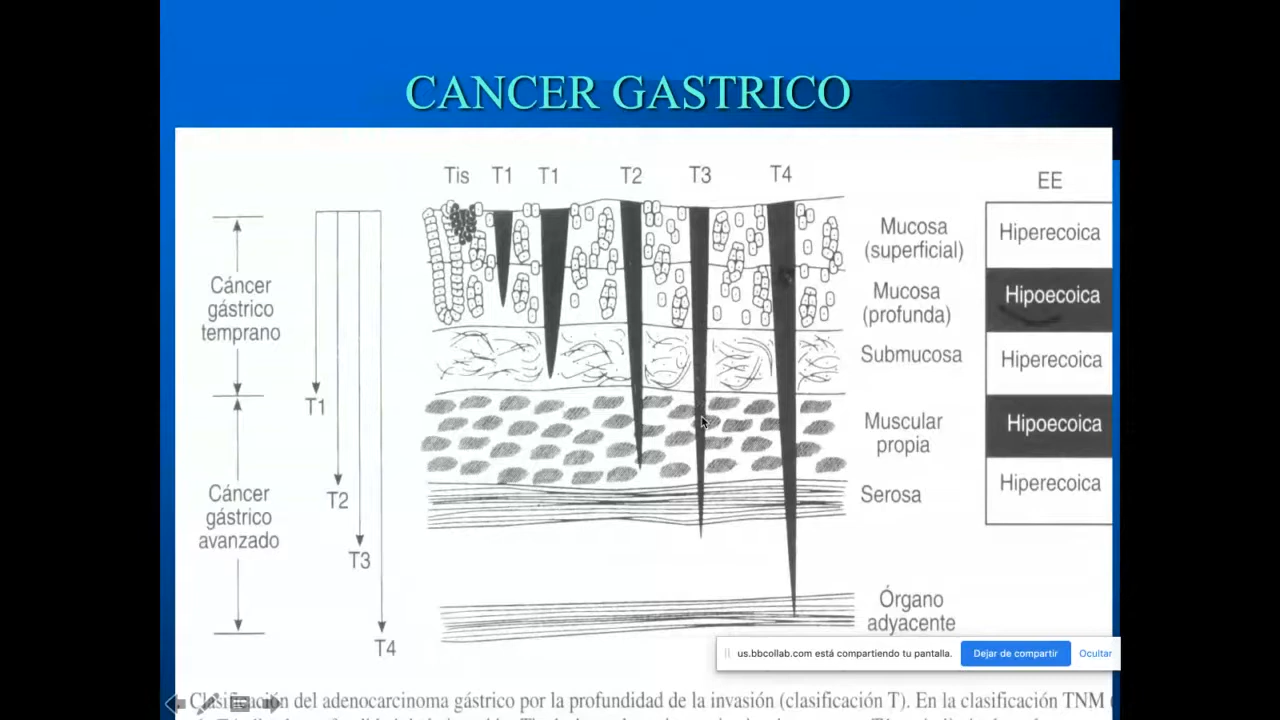 CANCER GASTRICO
Tis T1 T1 T2 T3 T4
EE
Mucosa
(superficial)
Hiperecoica
Mucosa
(profunda)
Hipoecoica
Submucosa
Hiperecoica
Muscular
propia
Hipoecoica
Serosa
Hiperecoica
Órgano
adyacente
Cáncer
gástrico
temprano
Cáncer
gástrico
avanzado
T1
T2
T3
T4
us.bbcollab.com está compartiendo tu pantalla.
Dejar de compartir
Ocultar
Clasificación del adenocarcinoma gástrico por la profundidad de la invasión (clasificación T). En la clasificación TNM